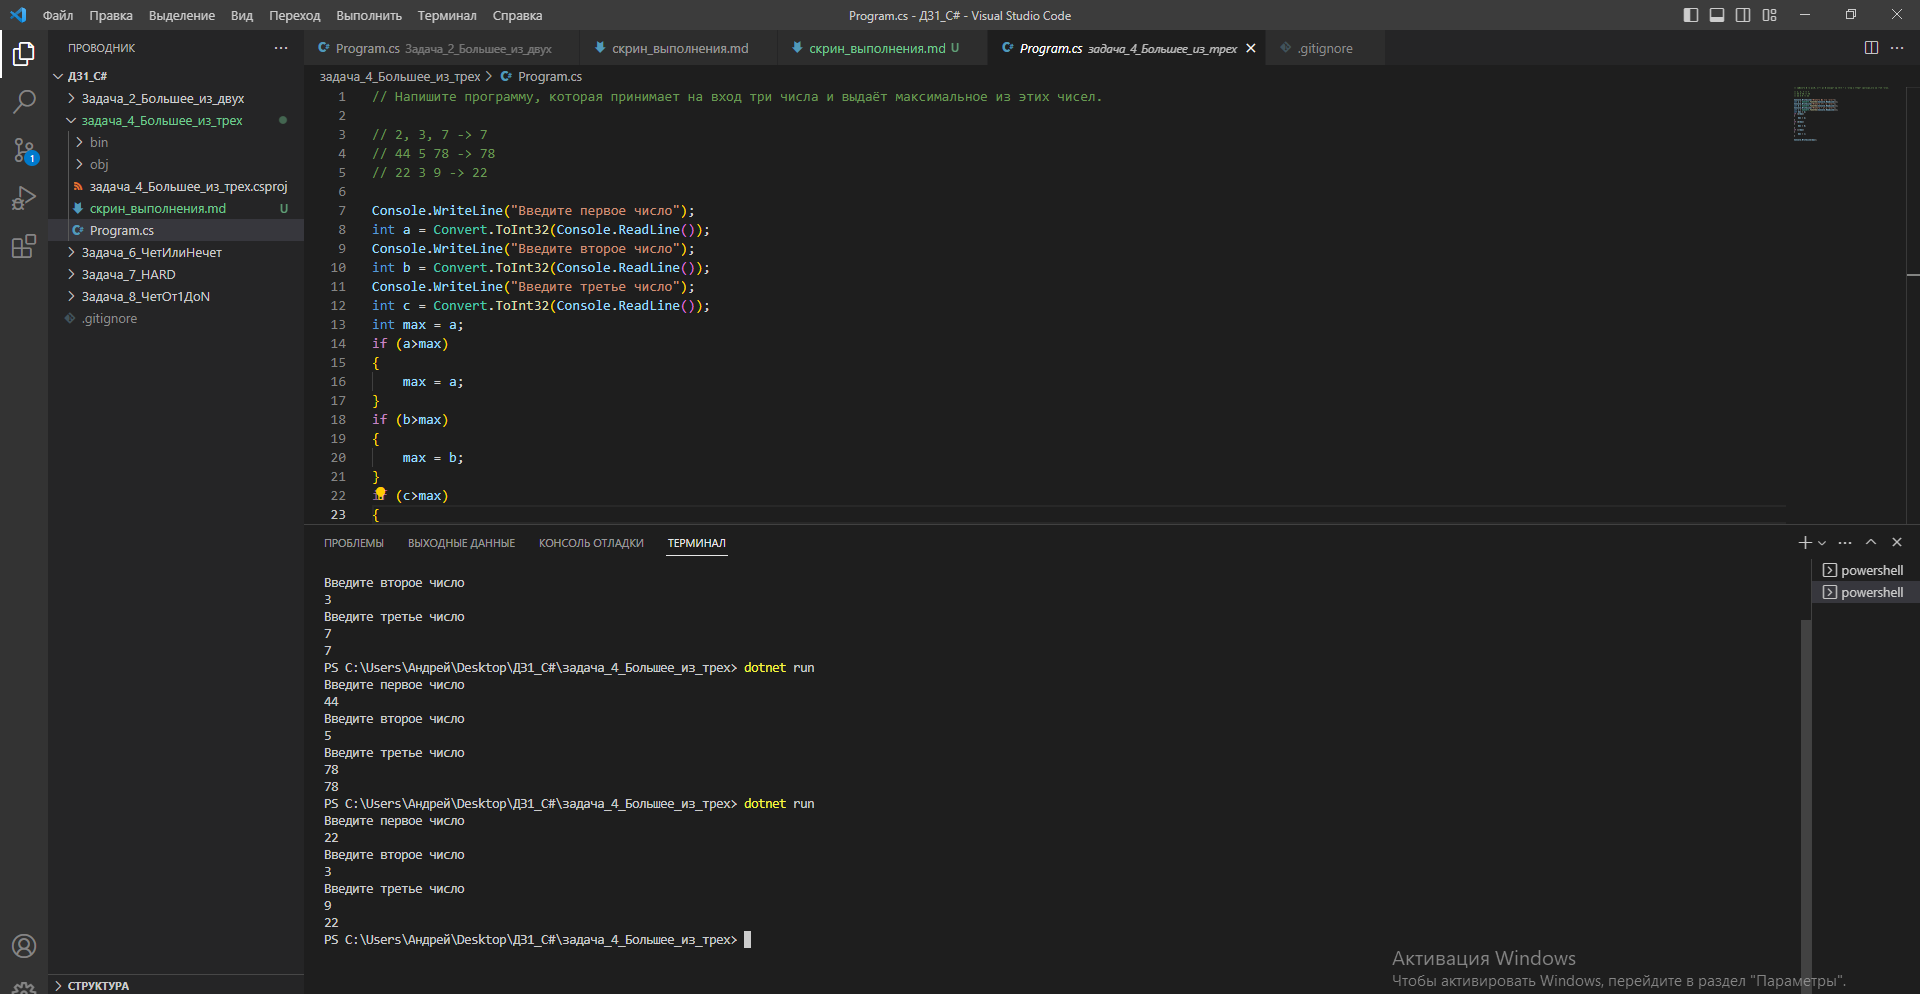 Файл Правка Выделение Вид Переход Выполнить Терминал Справка
Program.cs - ДЗ1_C# - Visual Studio Code
ПРОВОДНИК
ДЗ1_C#
Задача_2_Большее_из_двух
задача_4_Большее_из_трех
bin
obj
задача_4_Большее_из_трех.csproj
скрин_выполнения.md U
Program.cs
Задача_6_ЧетИлиНечет
Задача_7_HARD
Задача_8_ЧетОт1ДоN
.gitignore
СТРУКТУРА
1
Program.cs Задача_2_Большее_из_двух
скрин_выполнения.md
скрин_выполнения.md U
Program.cs задача_4_Большее_из_трех
.gitignore
задача_4_Большее_из_трех > Program.cs
1 // Напишите программу, которая принимает на вход три числа и выдаёт максимальное из этих чисел.
2
3 // 2, 3, 7 -> 7
4 // 44 5 78 -> 78
5 // 22 3 9 -> 22
6
7 Console.WriteLine("Введите первое число");
8 int a = Convert.ToInt32(Console.ReadLine());
9 Console.WriteLine("Введите второе число");
10 int b = Convert.ToInt32(Console.ReadLine());
11 Console.WriteLine("Введите третье число");
12 int c = Convert.ToInt32(Console.ReadLine());
13 int max = a;
14 if (a>max)
15 {
16 max = a;
17 }
18 if (b>max)
19 {
20 max = b;
21 }
22 (c>max)
23 {
ПРОБЛЕМЫ ВЫХОДНЫЕ ДАННЫЕ КОНСОЛЬ ОТЛАДКИ ТЕРМИНАЛ
Введите второе число
3
Введите третье число
7
7
PS C:\Users\Андрей\Desktop\ДЗ1_C#\задача_4_Большее_из_трех> dotnet run
Введите первое число
44
Введите второе число
5
Введите третье число
78
78
PS C:\Users\Андрей\Desktop\ДЗ1_C#\задача_4_Большее_из_трех> dotnet run
Введите первое число
22
Введите второе число
3
Введите третье число
9
22
PS C:\Users\Андрей\Desktop\ДЗ1_C#\задача_4_Большее_из_трех>
powershell
powershell
Активация Windows
Чтобы активировать Windows, перейдите в раздел "Параметры".